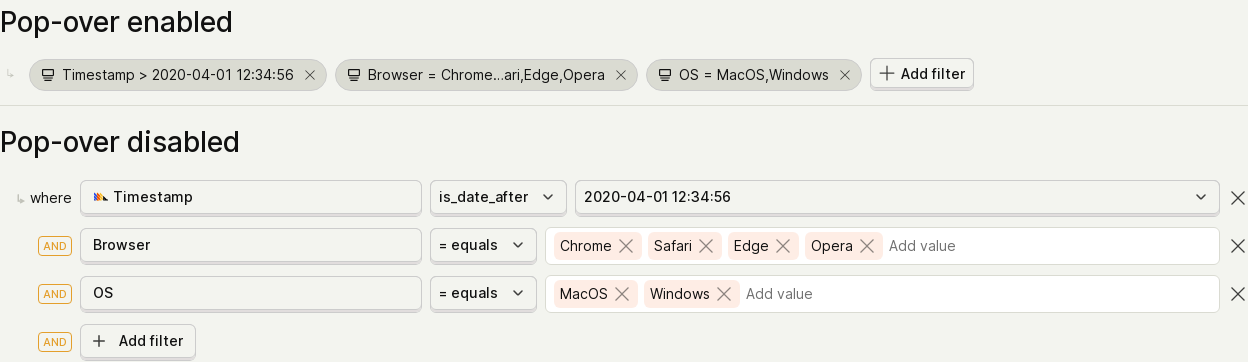 Pop-over enabled
Timestamp > 2020-04-01 12:34:56 Browser = Chrome...ari,Edge,Opera OS = MacOS,Windows Add filter
Pop-over disabled
where Timestamp is_date_after 2020-04-01 12:34:56
AND Browser = equals Chrome Safari Edge Opera Add value
AND OS = equals MacOS Windows Add value
AND Add filter